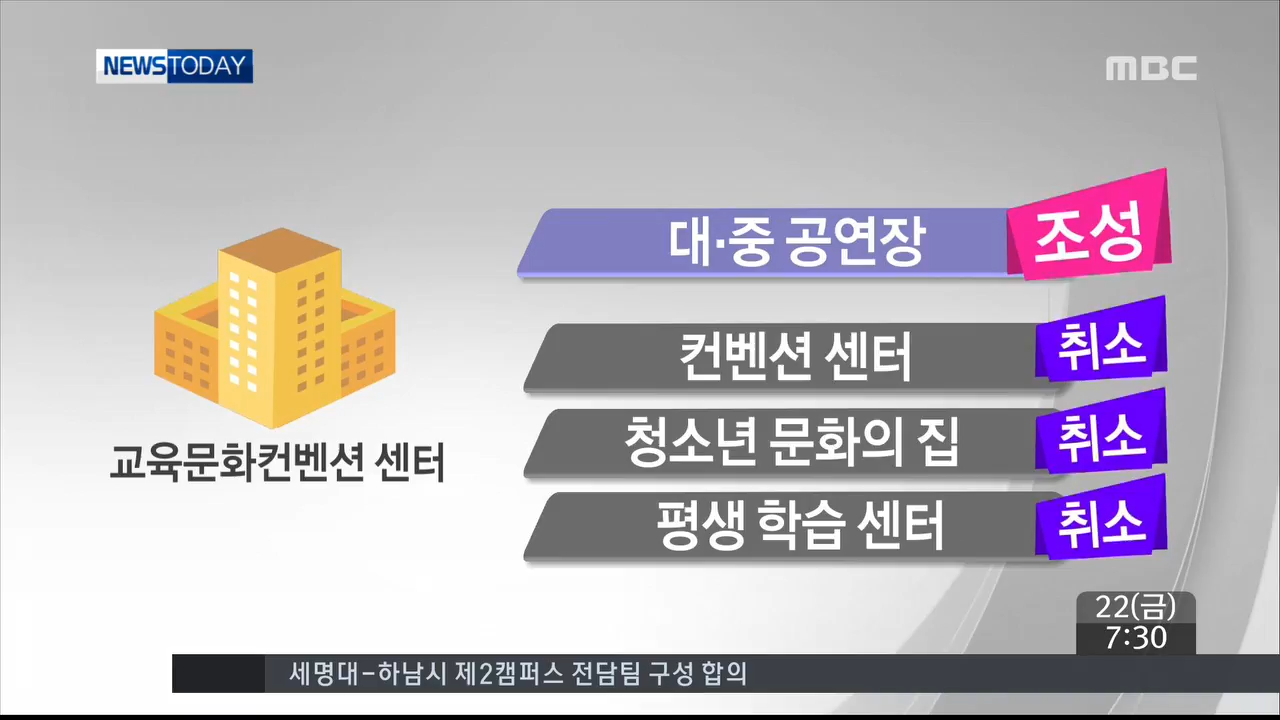 NEWSTODAY
MBC
대·중 공연장 조성
컨벤션 센터 취소
청소년 문화의 집 취소
평생 학습 센터 취소
교육문화컨벤션 센터
22(금)
7:30
세명대-하남시 제2캠퍼스 전담팀 구성 합의